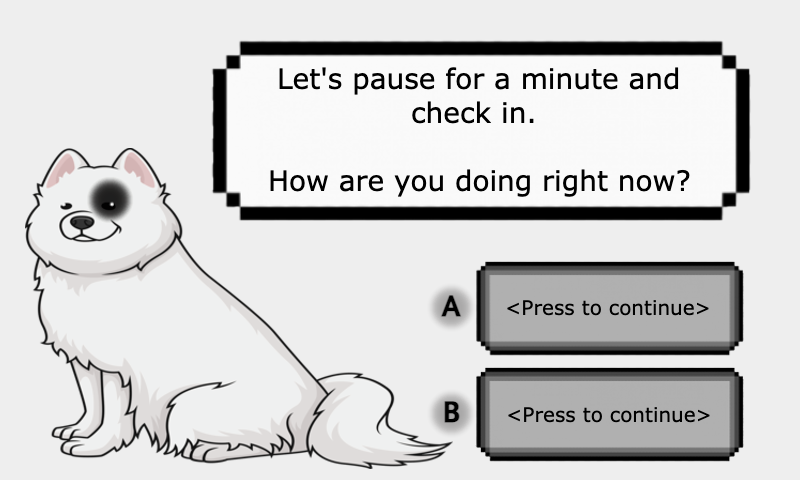 Let's pause for a minute and
check in.
How are you doing right now?
A
<Press to continue>
B
<Press to continue>